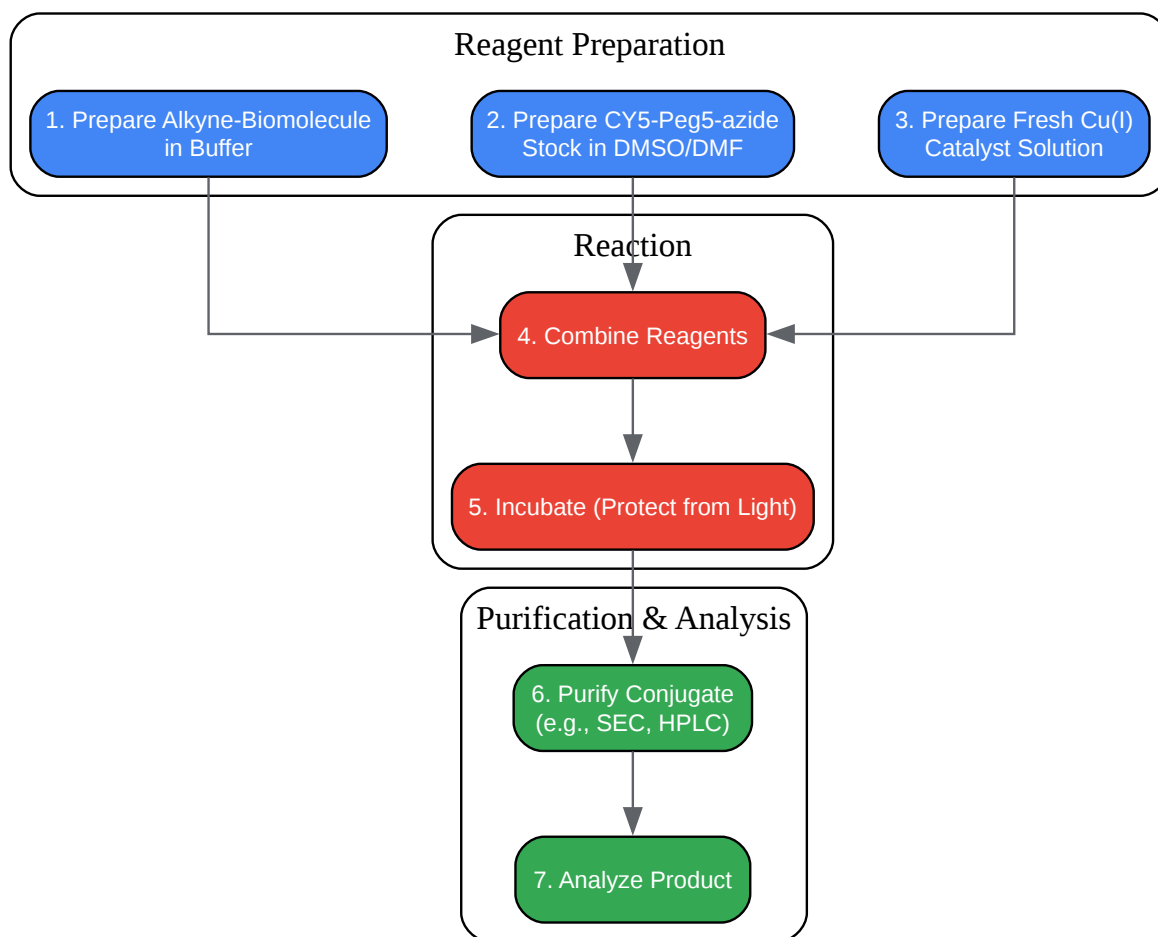 Reagent Preparation
1. Prepare Alkyne-Biomolecule
in Buffer
2. Prepare CY5-Peg5-azide
Stock in DMSO/DMF
3. Prepare Fresh Cu(I)
Catalyst Solution
Reaction
4. Combine Reagents
5. Incubate (Protect from Light)
Purification & Analysis
6. Purify Conjugate
(e.g., SEC, HPLC)
7. Analyze Product